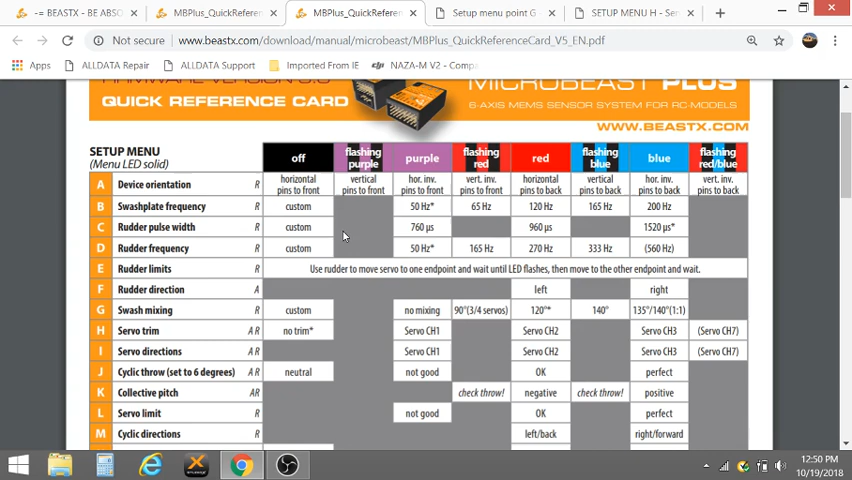 -= BE ABSO
MBPlus_QuickReferen
MBPlus_QuickReferen
Setup menu point G
SETUP MENU H - Ser
Not secure
www.beastx.com/download/manual/microbeast/MBPlus_QuickReferenceCard_V5_EN.pdf
Apps
ALLDATA Repair
ALLDATA Support
Imported From IE
NAZA-M V2 - Compa
QUICK REFERENCE CARD
MICROBEAST PLUS
6-AXIS MEMS SENSOR SYSTEM FOR RC-MODELS
WWW.BEASTX.COM
SETUP MENU
(Menu LED solid)
off
flashing purple
purple
flashing red
red
flashing blue
blue
flashing red/blue
A Device orientation R horizontal pins to front vertical pins to front hor. inv. pins to front vert. inv. pins to front horizontal pins to back vertical pins to back hor. inv. pins to back vert. inv. pins to back
B Swashplate frequency R custom 50 Hz* 65 Hz 120 Hz 165 Hz 200 Hz
C Rudder pulse width R custom 760 µs 960 µs 1520 µs*
D Rudder frequency R custom 50 Hz* 165 Hz 270 Hz 333 Hz (560 Hz)
E Rudder limits R Use rudder to move servo to one endpoint and wait until LED flashes, then move to the other endpoint and wait.
F Rudder direction A left right
G Swash mixing R custom no mixing 90°(3/4 servos) 120°* 140° 135°/140°(1:1)
H Servo trim A R no trim* Servo CH1 Servo CH2 Servo CH3 (Servo CH7)
I Servo directions A R Servo CH1 Servo CH2 Servo CH3 (Servo CH7)
J Cyclic throw (set to 6 degrees) A R neutral not good OK perfect
K Collective pitch AR check throw! negative check throw! positive
L Servo limit R not good OK perfect
M Cyclic directions R left/back right/forward
12:50 PM
10/19/2018